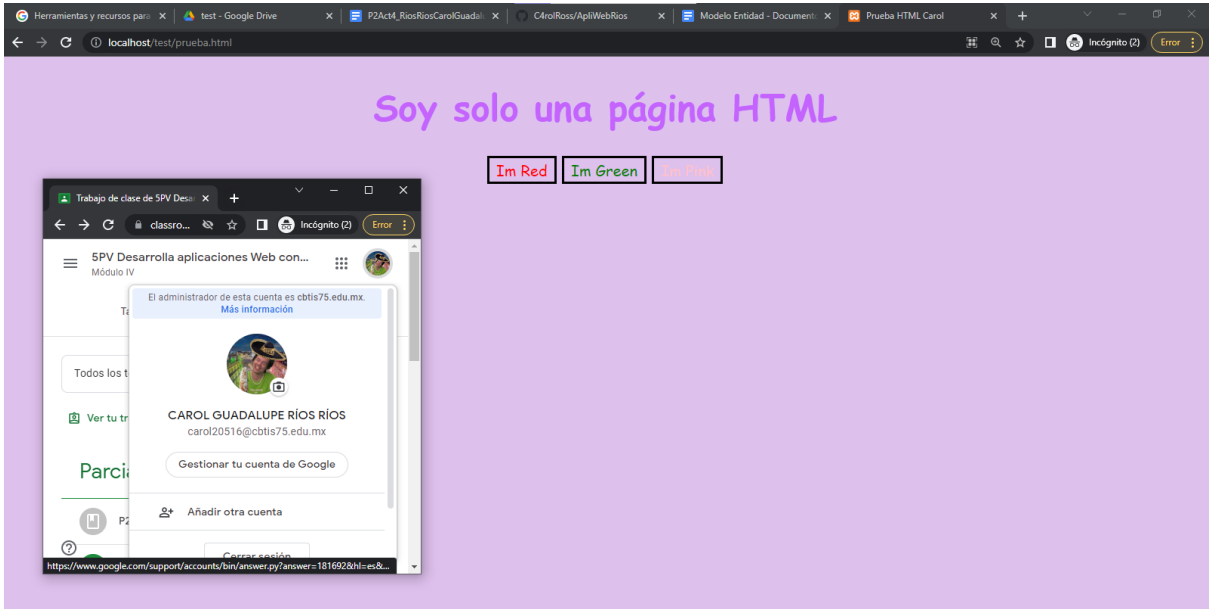 Herramientas y recursos para
test - Google Drive
P2Act4_RiosRiosCarolGuadal
C4rolRoss/ApliWebRios
Modelo Entidad - Documento
Prueba HTML Carol
localhost/test/prueba.html
Incógnito (2)
Error
Soy solo una página HTML
Im Red
Im Green
Im Pink
Trabajo de clase de 5PV Desa
classro...
Incógnito (2)
Error
5PV Desarrolla aplicaciones Web con...
Módulo IV
El administrador de esta cuenta es cbtis75.edu.mx.
Más información
Todos los t
CAROL GUADALUPE RÍOS RÍOS
Ver tu tr
carol20516@cbtis75.edu.mx
Gestionar tu cuenta de Google
Parcia
Añadir otra cuenta
P2
Cerrar sesión
https://www.google.com/support/accounts/bin/answer.py?answer=181692&hl=es&...